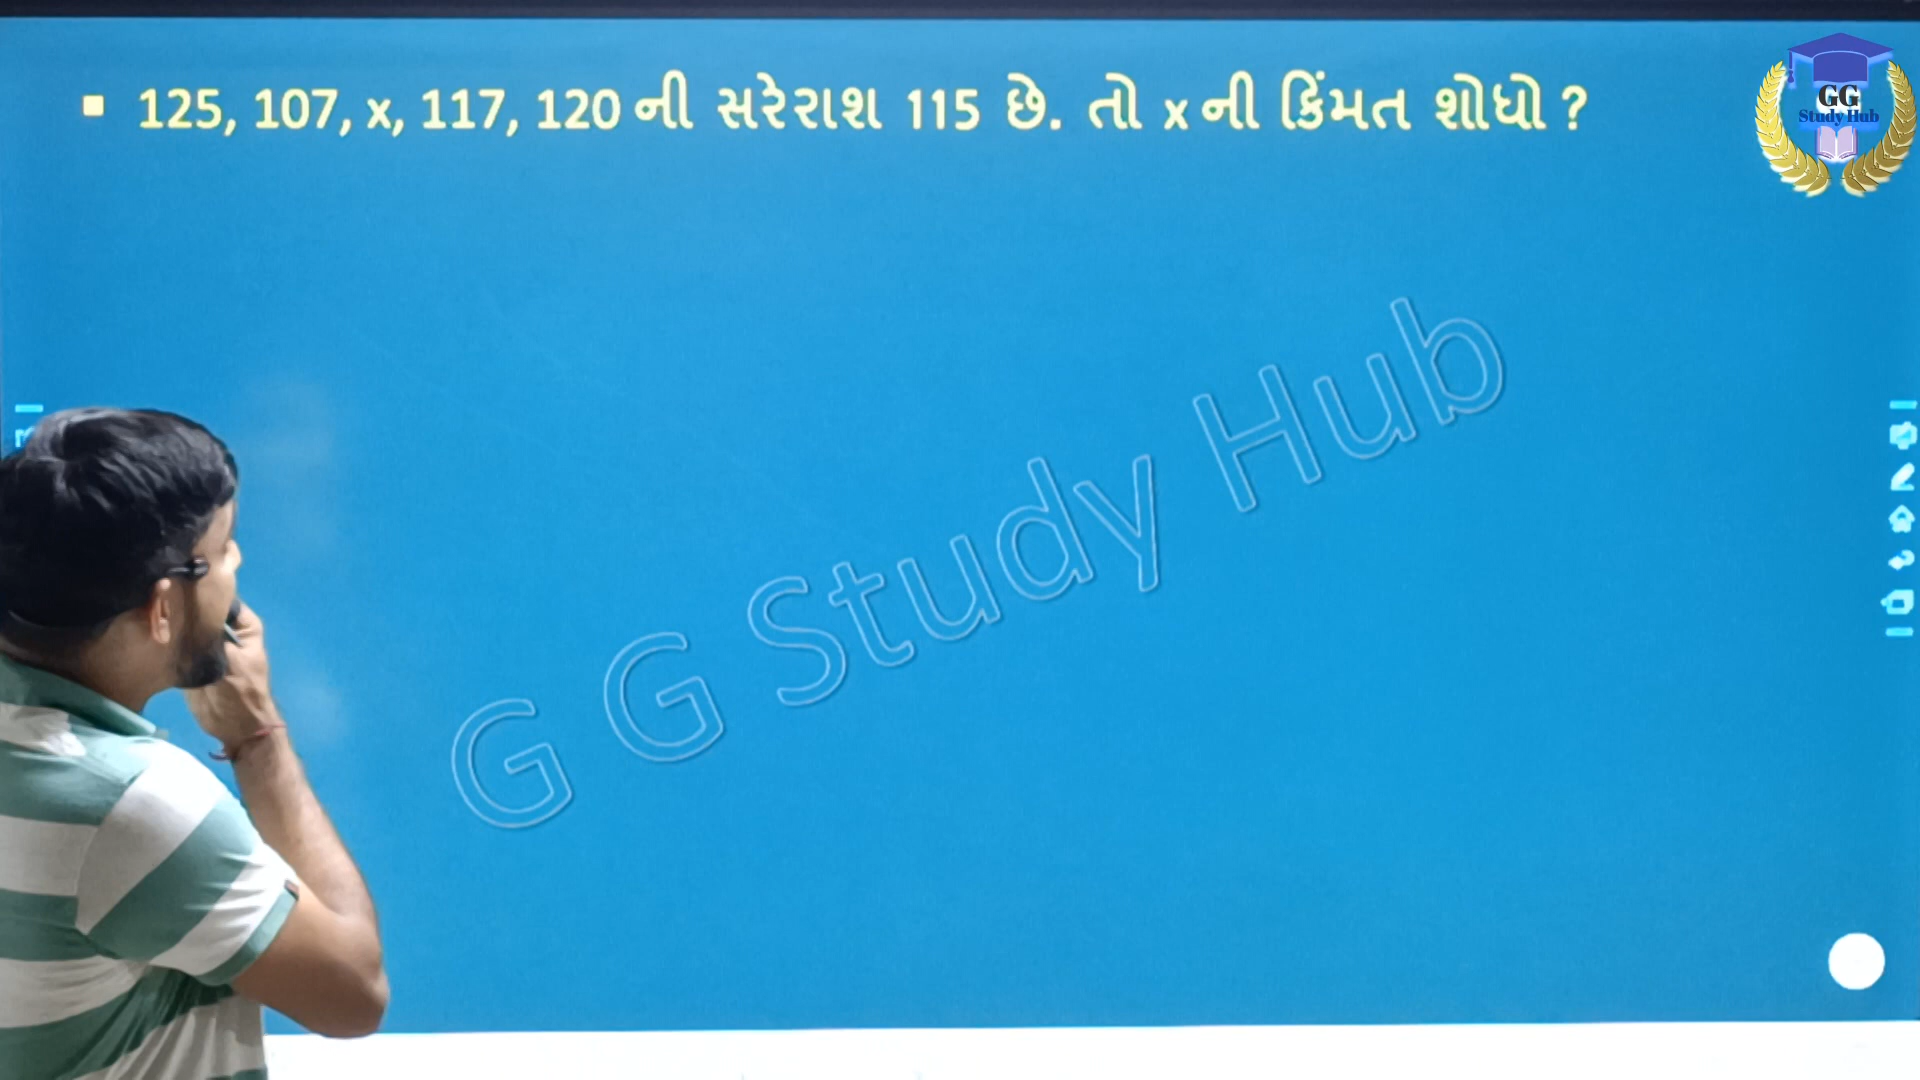 ▪ 125, 107, x, 117, 120 ની સરેરાશ 115 છે. તો x ની કિંમત શોધો ?
GG
Study Hub
G G Study Hub